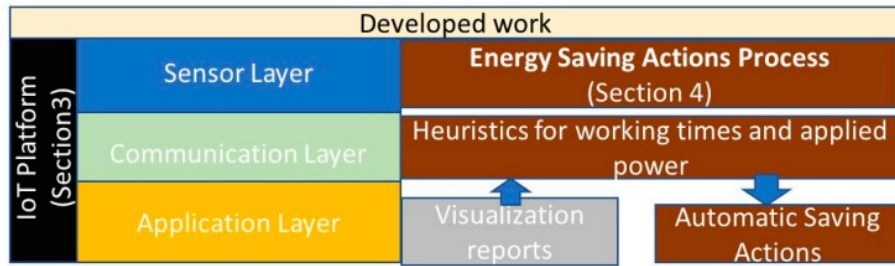 Developed work
IoT Platform
(Section3)
Sensor Layer
Energy Saving Actions Process
(Section 4)
Communication Layer
Heuristics for working times and applied
power
Application Layer
Visualization
reports
Automatic Saving
Actions